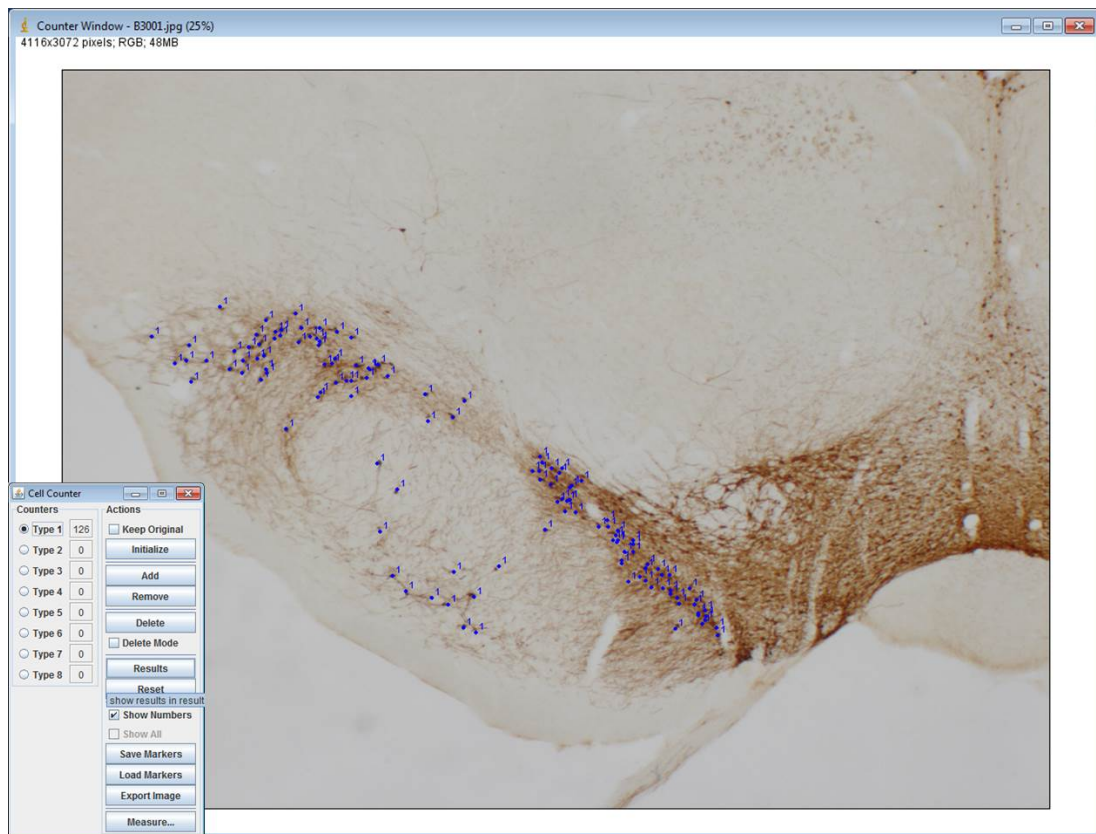 Counter Window - B3001.jpg (25%)
4116x3072 pixels; RGB; 48MB
Cell Counter
Counters
Actions
Type 1 126
Keep Original
Type 2 0
Initialize
Type 3 0
Add
Type 4 0
Remove
Type 5 0
Delete
Type 6 0
Delete Mode
Type 7 0
Results
Type 8 0
Reset
show results in result
Show Numbers
Show All
Save Markers
Load Markers
Export Image
Measure...